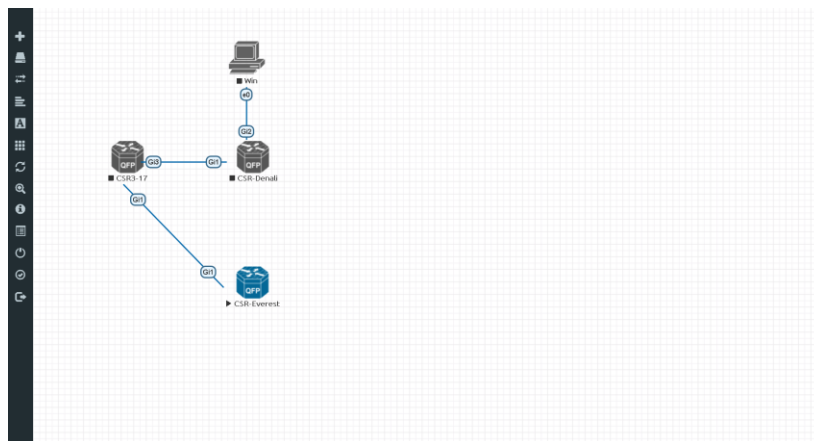 Win
e0
Gi2
QFP
Gi3
Gi1
QFP
CSR3-17
CSR-Denali
Gi1
Gi1
QFP
CSR-Everest